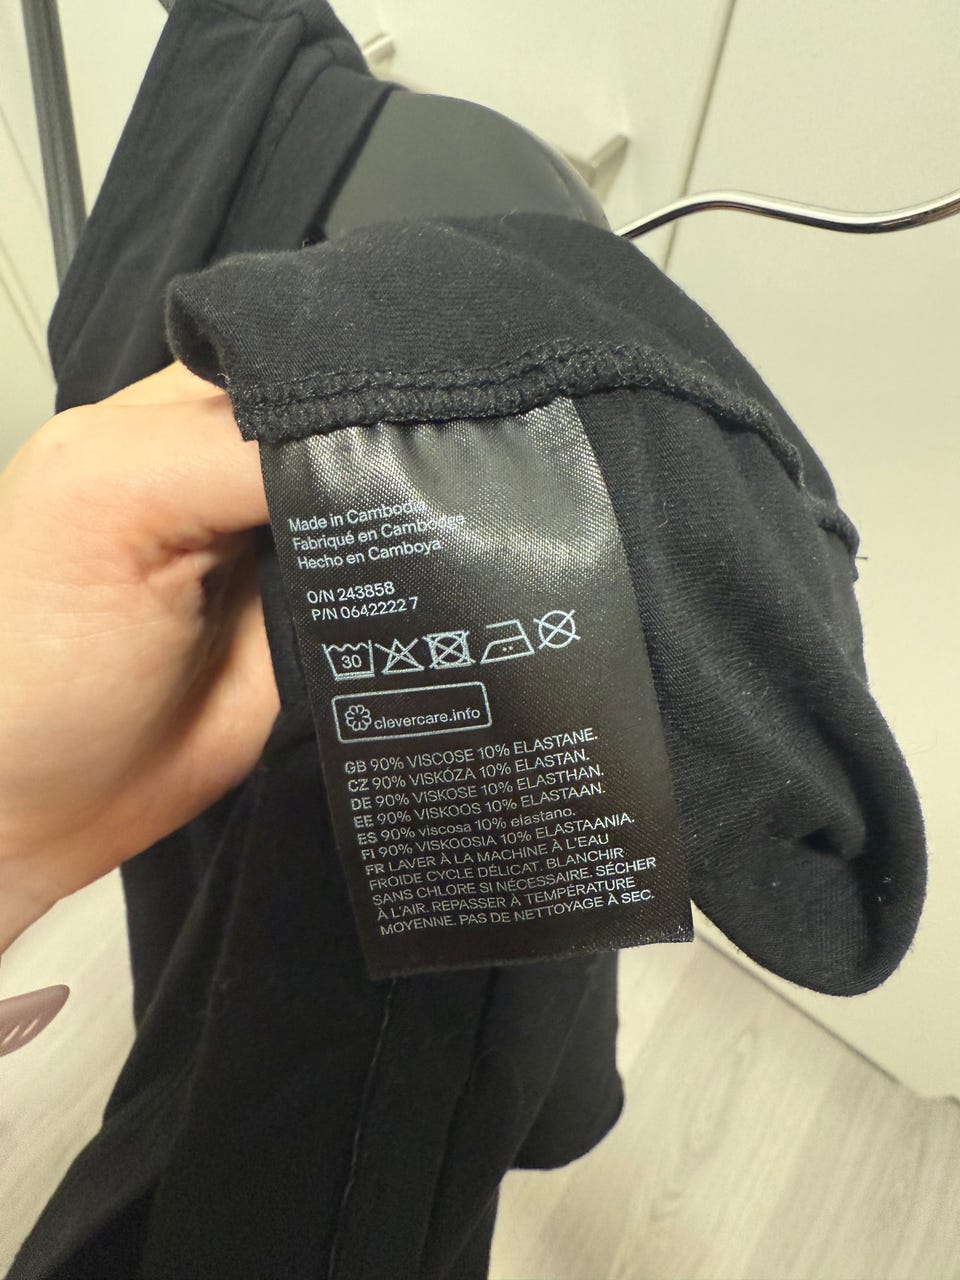 Made in Cambodia
Fabriqué en Cambodge
Hecho en Camboya
O/N 243858
P/N 06422227
30
clevercare.info
GB 90% VISCOSE 10% ELASTANE.
CZ 90% VISKÓZA 10% ELASTAN.
DE 90% VISKOSE 10% ELASTHAN.
EE 90% VISKOOS 10% ELASTAAN.
ES 90% viscosa 10% elastano.
FI 90% VISKOOSIA 10% ELASTAANIA.
FR LAVER À LA MACHINE À L'EAU
FROIDE CYCLE DÉLICAT. BLANCHIR
SANS CHLORE SI NÉCESSAIRE. SÉCHER
À L'AIR. REPASSER À TEMPÉRATURE
MOYENNE. PAS DE NETTOYAGE À SEC.